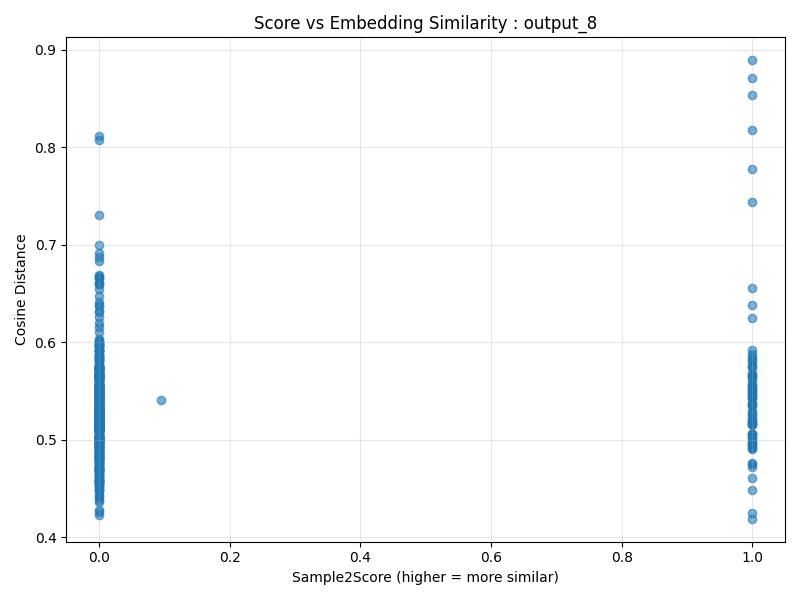 Score vs Embedding Similarity : output_8
Cosine Distance
0.9
0.8
0.7
0.6
0.5
0.4
0.0 0.2 0.4 0.6 0.8 1.0
Sample2Score (higher = more similar)